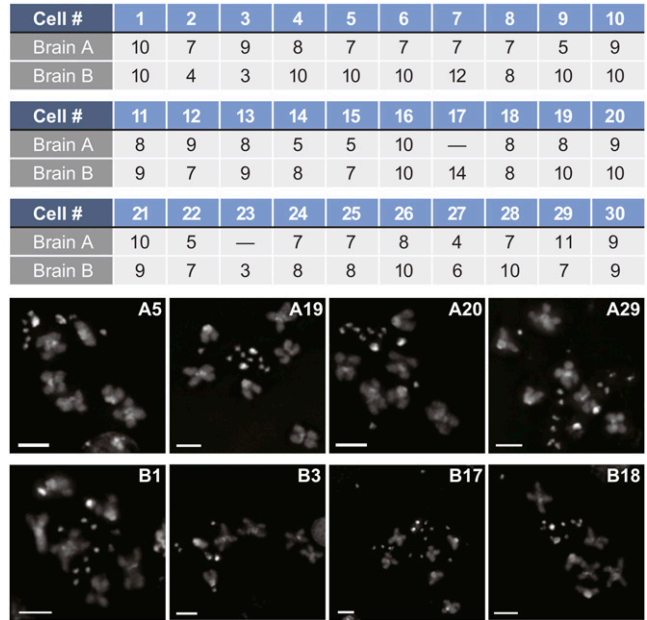 Cell # 1 2 3 4 5 6 7 8 9 10
Brain A 10 7 9 8 7 7 7 7 5 9
Brain B 10 4 3 10 10 10 12 8 10 10
Cell # 11 12 13 14 15 16 17 18 19 20
Brain A 8 9 8 5 5 10 — 8 8 9
Brain B 9 7 9 8 7 10 14 8 10 10
Cell # 21 22 23 24 25 26 27 28 29 30
Brain A 10 5 — 7 7 8 4 7 11 9
Brain B 9 7 3 8 8 10 6 10 7 9
A5 A19 A20 A29
B1 B3 B17 B18